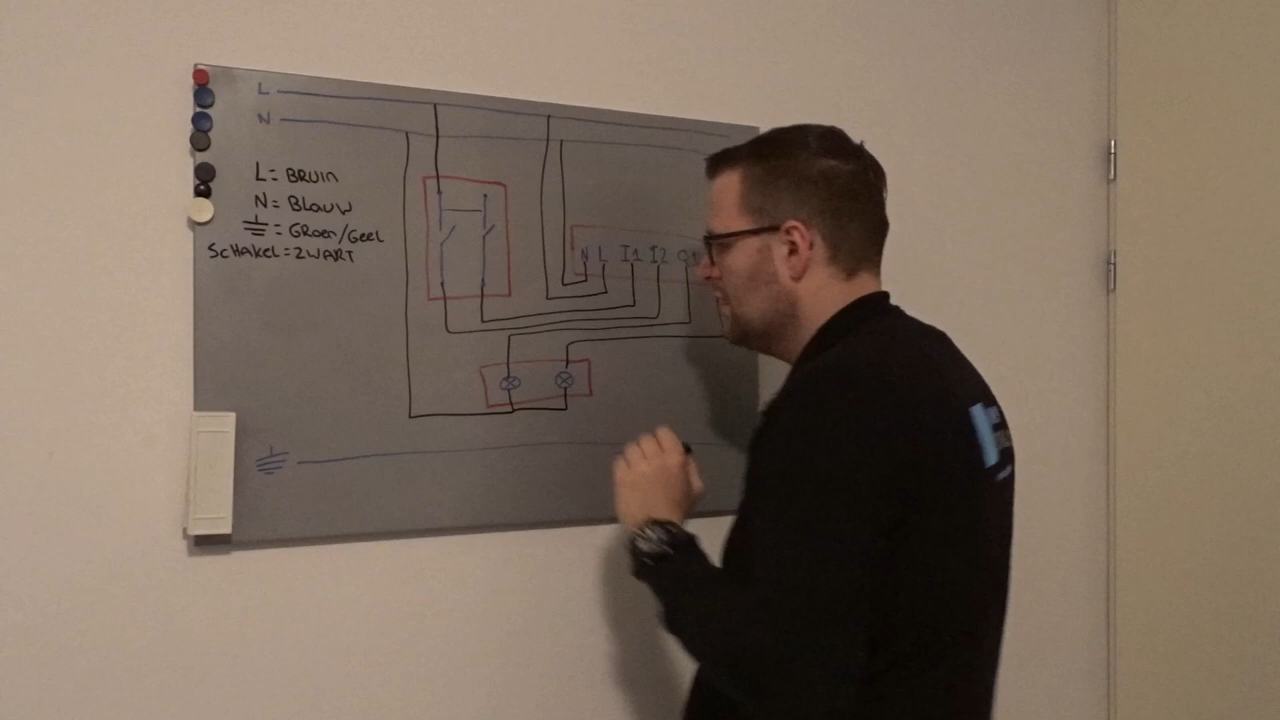 L
N
L = BRUIN
N = BLAUW
= GROEN/GEEL
SCHAKEL = ZWART
N L I1 I2